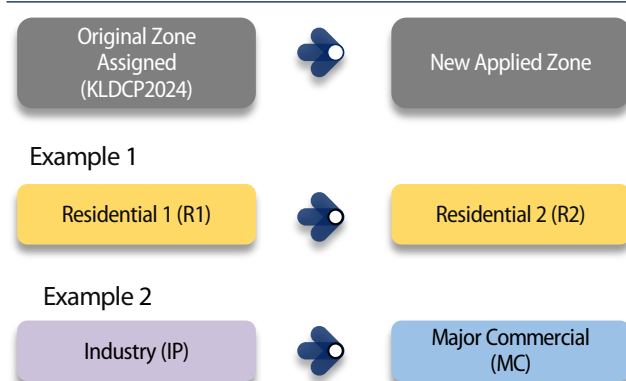 Original Zone
Assigned
(KLDCP2024)
New Applied Zone
Example 1
Residential 1 (R1)
Residential 2 (R2)
Example 2
Industry (IP)
Major Commercial
(MC)